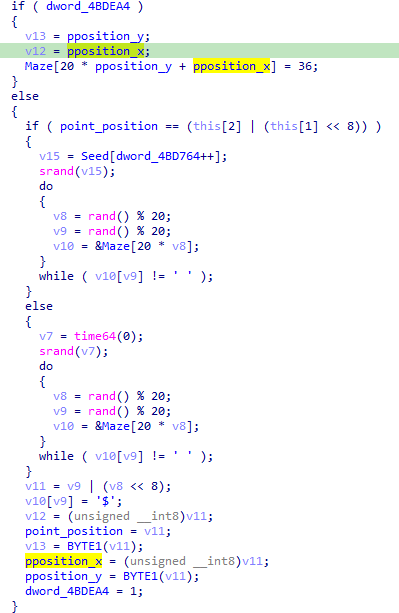 if ( dword_4BDEA4 )
{
  v13 = pposition_y;
  v12 = pposition_x;
  Maze[20 * pposition_y + pposition_x] = 36;
}
else
{
  if ( point_position == (this[2] | (this[1] << 8)) )
  {
    v15 = Seed[dword_4BD764++];
    srand(v15);
    do
    {
      v8 = rand() % 20;
      v9 = rand() % 20;
      v10 = &Maze[20 * v8];
    }
    while ( v10[v9] != ' ' );
  }
  else
  {
    v7 = time64(0);
    srand(v7);
    do
    {
      v8 = rand() % 20;
      v9 = rand() % 20;
      v10 = &Maze[20 * v8];
    }
    while ( v10[v9] != ' ' );
  }
  v11 = v9 | (v8 << 8);
  v10[v9] = '$';
  v12 = (unsigned __int8)v11;
  point_position = v11;
  v13 = BYTE1(v11);
  pposition_x = (unsigned __int8)v11;
  pposition_y = BYTE1(v11);
  dword_4BDEA4 = 1;
}